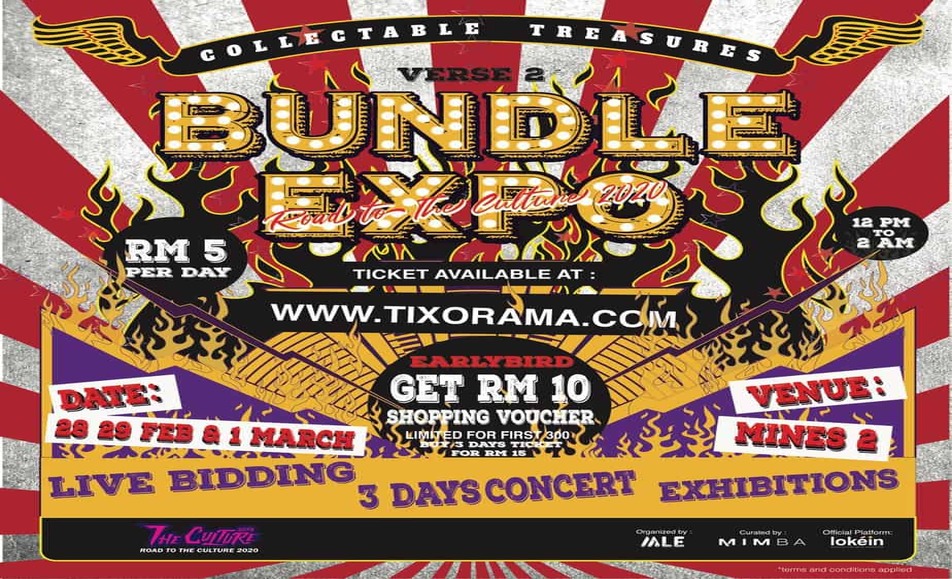 COLLECTABLE TREASURES
VERSE 2
BUNDLE
EXPO
Road to The Culture 2020
RM 5
PER DAY
12 PM
TO
2 AM
TICKET AVAILABLE AT :
WWW.TIXORAMA.COM
EARLYBIRD
GET RM 10
SHOPPING VOUCHER
LIMITED FOR FIRST 300
BUY 3 DAYS TICKET
FOR RM 15
DATE:
28 29 FEB & 1 MARCH
VENUE:
MINES 2
LIVE BIDDING
3 DAYS CONCERT
EXHIBITIONS
THE CULTURE
ROAD TO THE CULTURE 2020
Organized by :
MLE
Curated by :
MIMBA
Official Platform:
lokéin
*terms and conditions applied